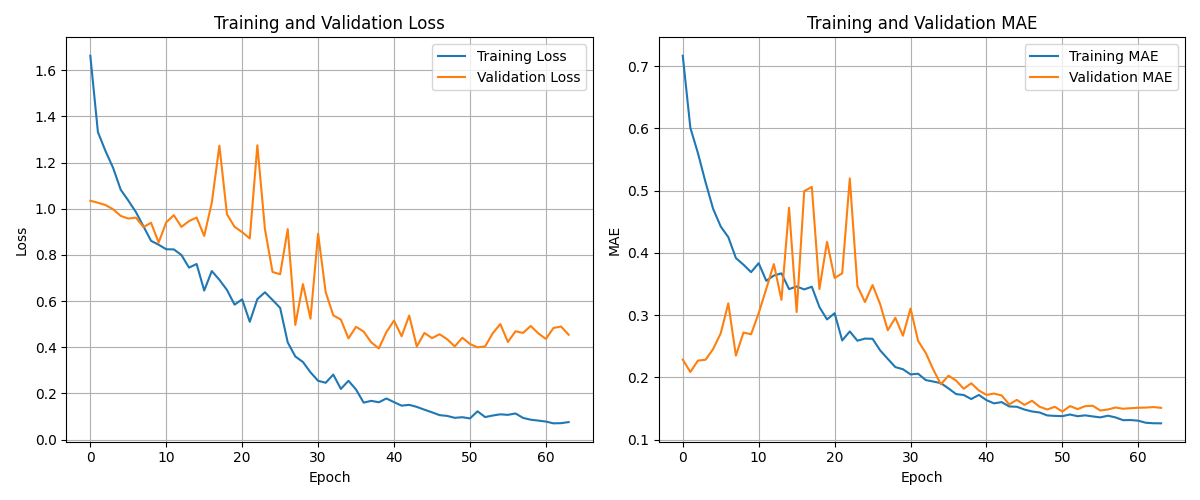 Training and Validation Loss
Training Loss
Validation Loss
1.6
1.4
1.2
1.0
0.8
0.6
0.4
0.2
0.0
Loss
0 10 20 30 40 50 60
Epoch
Training and Validation MAE
Training MAE
Validation MAE
0.7
0.6
0.5
0.4
0.3
0.2
0.1
MAE
0 10 20 30 40 50 60
Epoch